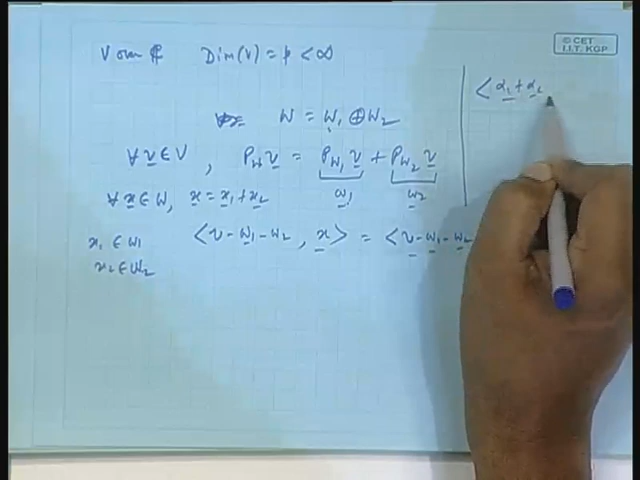 V over ₵ Dim(V) = p < ∞
© CET
I.I.T. KGP
< α₁ + α₂
W = W₁ ⊕ W₂
∀ v ∈ V , P_W v = P_W₁ v + P_W₂ v
w₁ w₂
∀ x ∈ W, x = x₁ + x₂
x₁ ∈ W₁ < v - w₁ - w₂ , x > = < v - w₁ - w₂
x₂ ∈ W₂